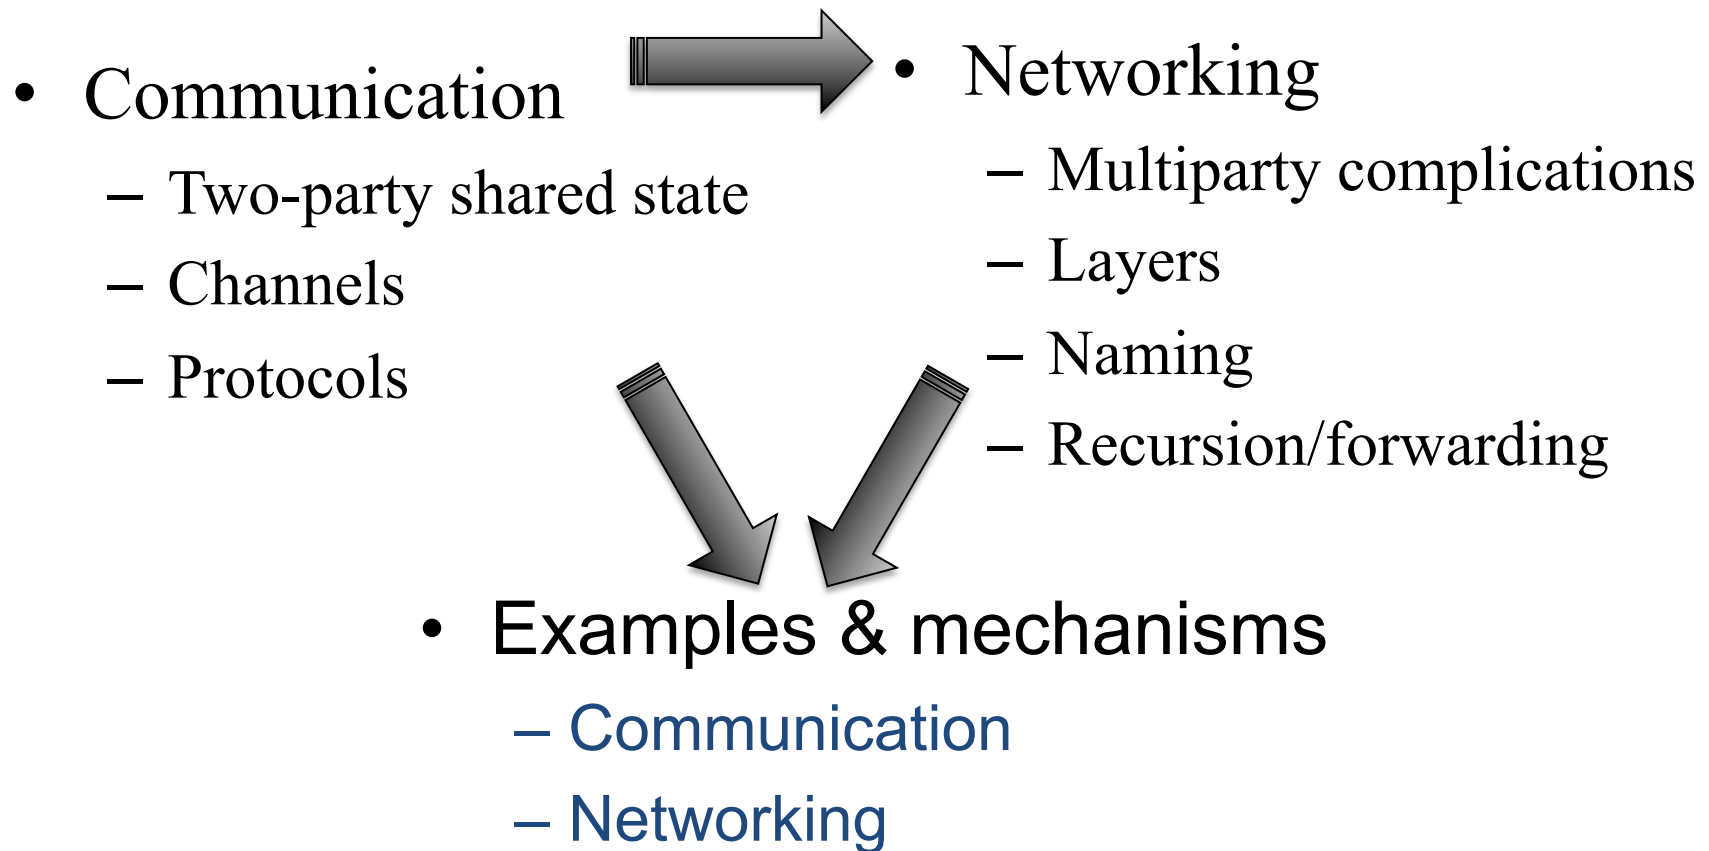 • Communication
– Two-party shared state
– Channels
– Protocols
• Networking
– Multiparty complications
– Layers
– Naming
– Recursion/forwarding
• Examples & mechanisms
– Communication
– Networking